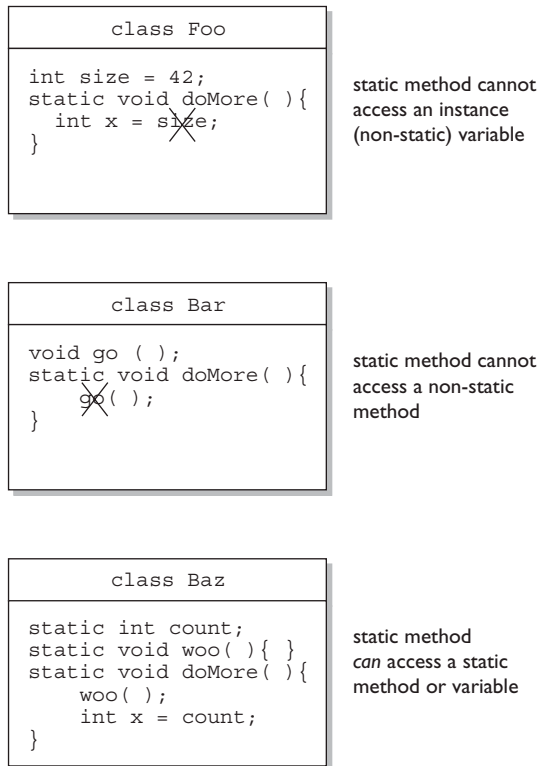 class Foo
int size = 42;
static void doMore( ){
int x = size;
}
static method cannot
access an instance
(non-static) variable
class Bar
void go ( );
static void doMore( ){
go( );
}
static method cannot
access a non-static
method
class Baz
static int count;
static void woo( ){ }
static void doMore( ){
woo( );
int x = count;
}
static method
can access a static
method or variable